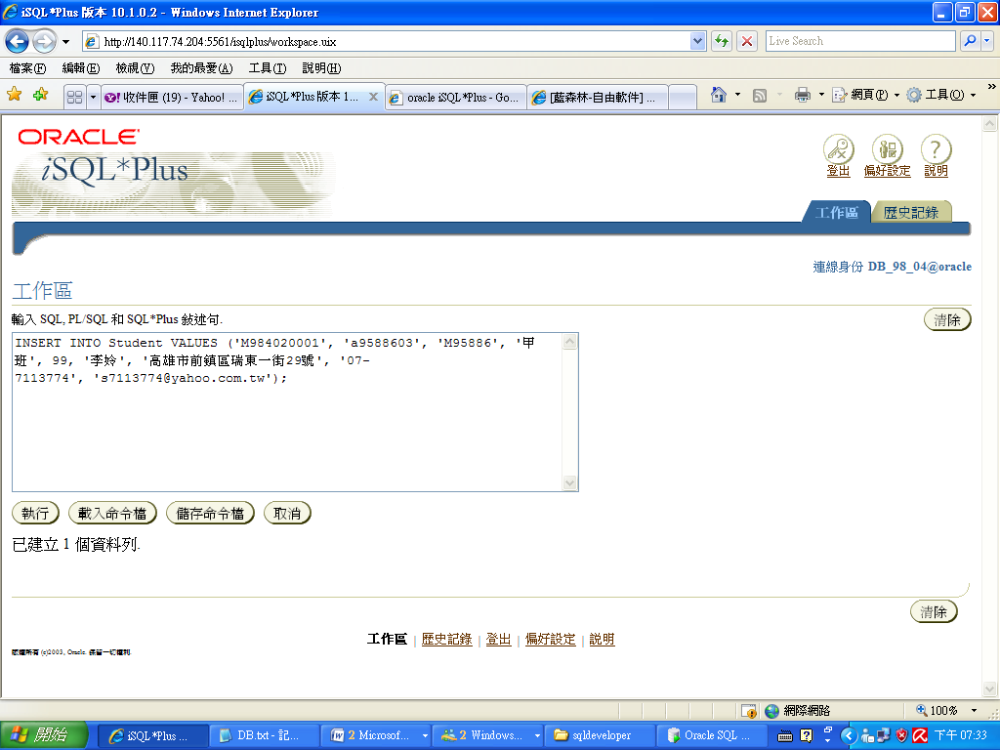 iSQL*Plus 版本 10.1.0.2 - Windows Internet Explorer
http://140.117.74.204:5561/isqlplus/workspace.uix
Live Search
檔案(F) 編輯(E) 檢視(V) 我的最愛(A) 工具(T) 說明(H)
收件匣 (19) - Yahoo! ... iSQL*Plus 版本 1... oracle iSQL*Plus - Go... [藍森林-自由軟件] ... 網頁(P) 工具(O) »
ORACLE
iSQL*Plus
登出 偏好設定 說明
工作區 歷史記錄
連線身份 DB_98_04@oracle
工作區
輸入 SQL, PL/SQL 和 SQL*Plus 敘述句.
清除
INSERT INTO Student VALUES ('M984020001', 'a9588603', 'M95886', '甲
班', 99, '李姈', '高雄市前鎮區瑞東一街29號', '07-
7113774', 's7113774@yahoo.com.tw');
執行 載入命令檔 儲存命令檔 取消
已建立 1 個資料列.
清除
工作區 | 歷史記錄 | 登出 | 偏好設定 | 說明
版權所有 (c)2003, Oracle. 保留一切權利.
網際網路 100%
開始 iSQL*Plus ... DB.txt - 記... 2 Microsof... 2 Windows... sqldeveloper Oracle SQL ... 下午 07:33